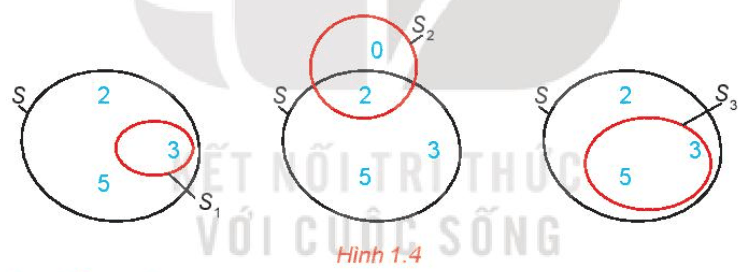 0 S₂
S 2 S 2 S 2 S₃
3 3 3
5 5 5
S₁
KẾT NỐI TRI THỨC
VỚI CUỘC SỐNG
Hình 1.4